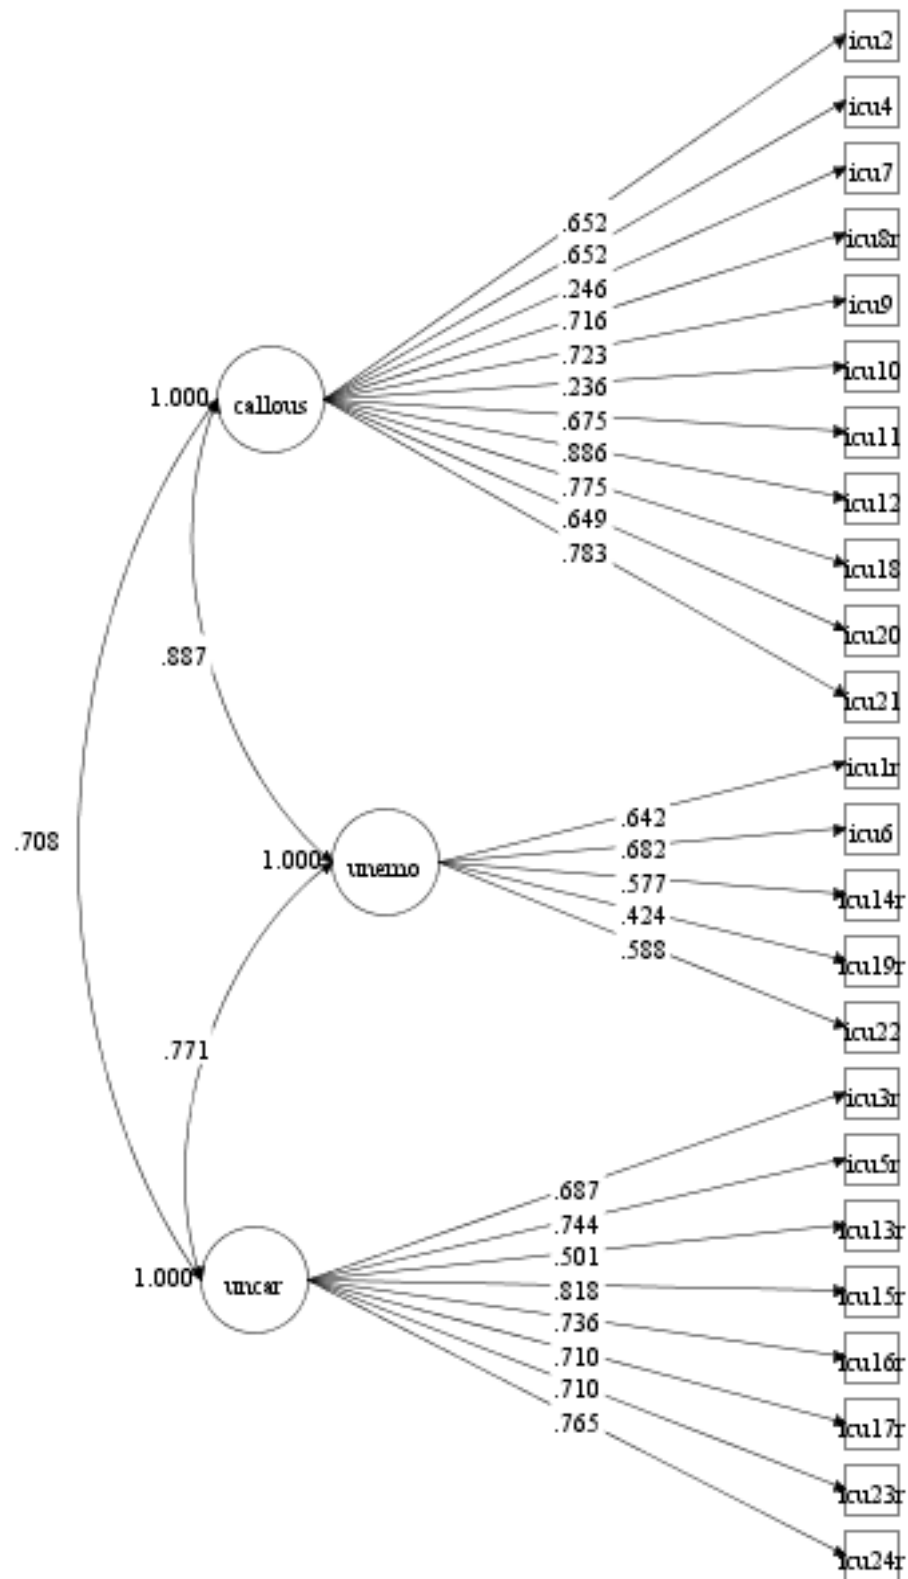 icu2
icu4
icu7
icu8r
icu9
icu10
icu11
icu12
icu18
icu20
icu21
.652
.652
.246
.716
.723
.236
.675
.886
.775
.649
.783
1.000
callous
.887
.708
icu1r
icu6
icu14r
icu19r
icu22
.642
.682
.577
.424
.588
1.000
unemo
.771
icu3r
icu5r
icu13r
icu15r
icu16r
icu17r
icu23r
icu24r
.687
.744
.501
.818
.736
.710
.710
.765
1.000
uncar